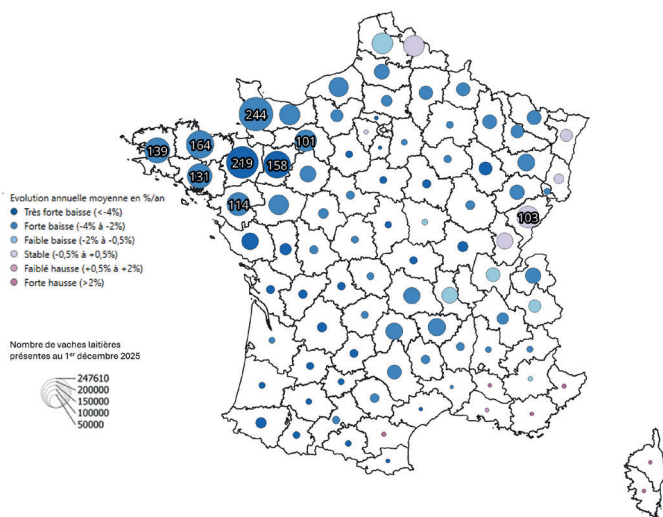 244
101
164
139
219
158
131
114
103
Evolution annuelle moyenne en %/an
Très forte baisse (<-4%)
Forte baisse (-4% à -2%)
Faible baisse (-2% à -0,5%)
Stable (-0,5% à +0,5%)
Faiblé hausse (+0,5% à +2%)
Forte hausse (>2%)
Nombre de vaches laitières
présentes au 1er décembre 2025
247610
200000
150000
100000
50000